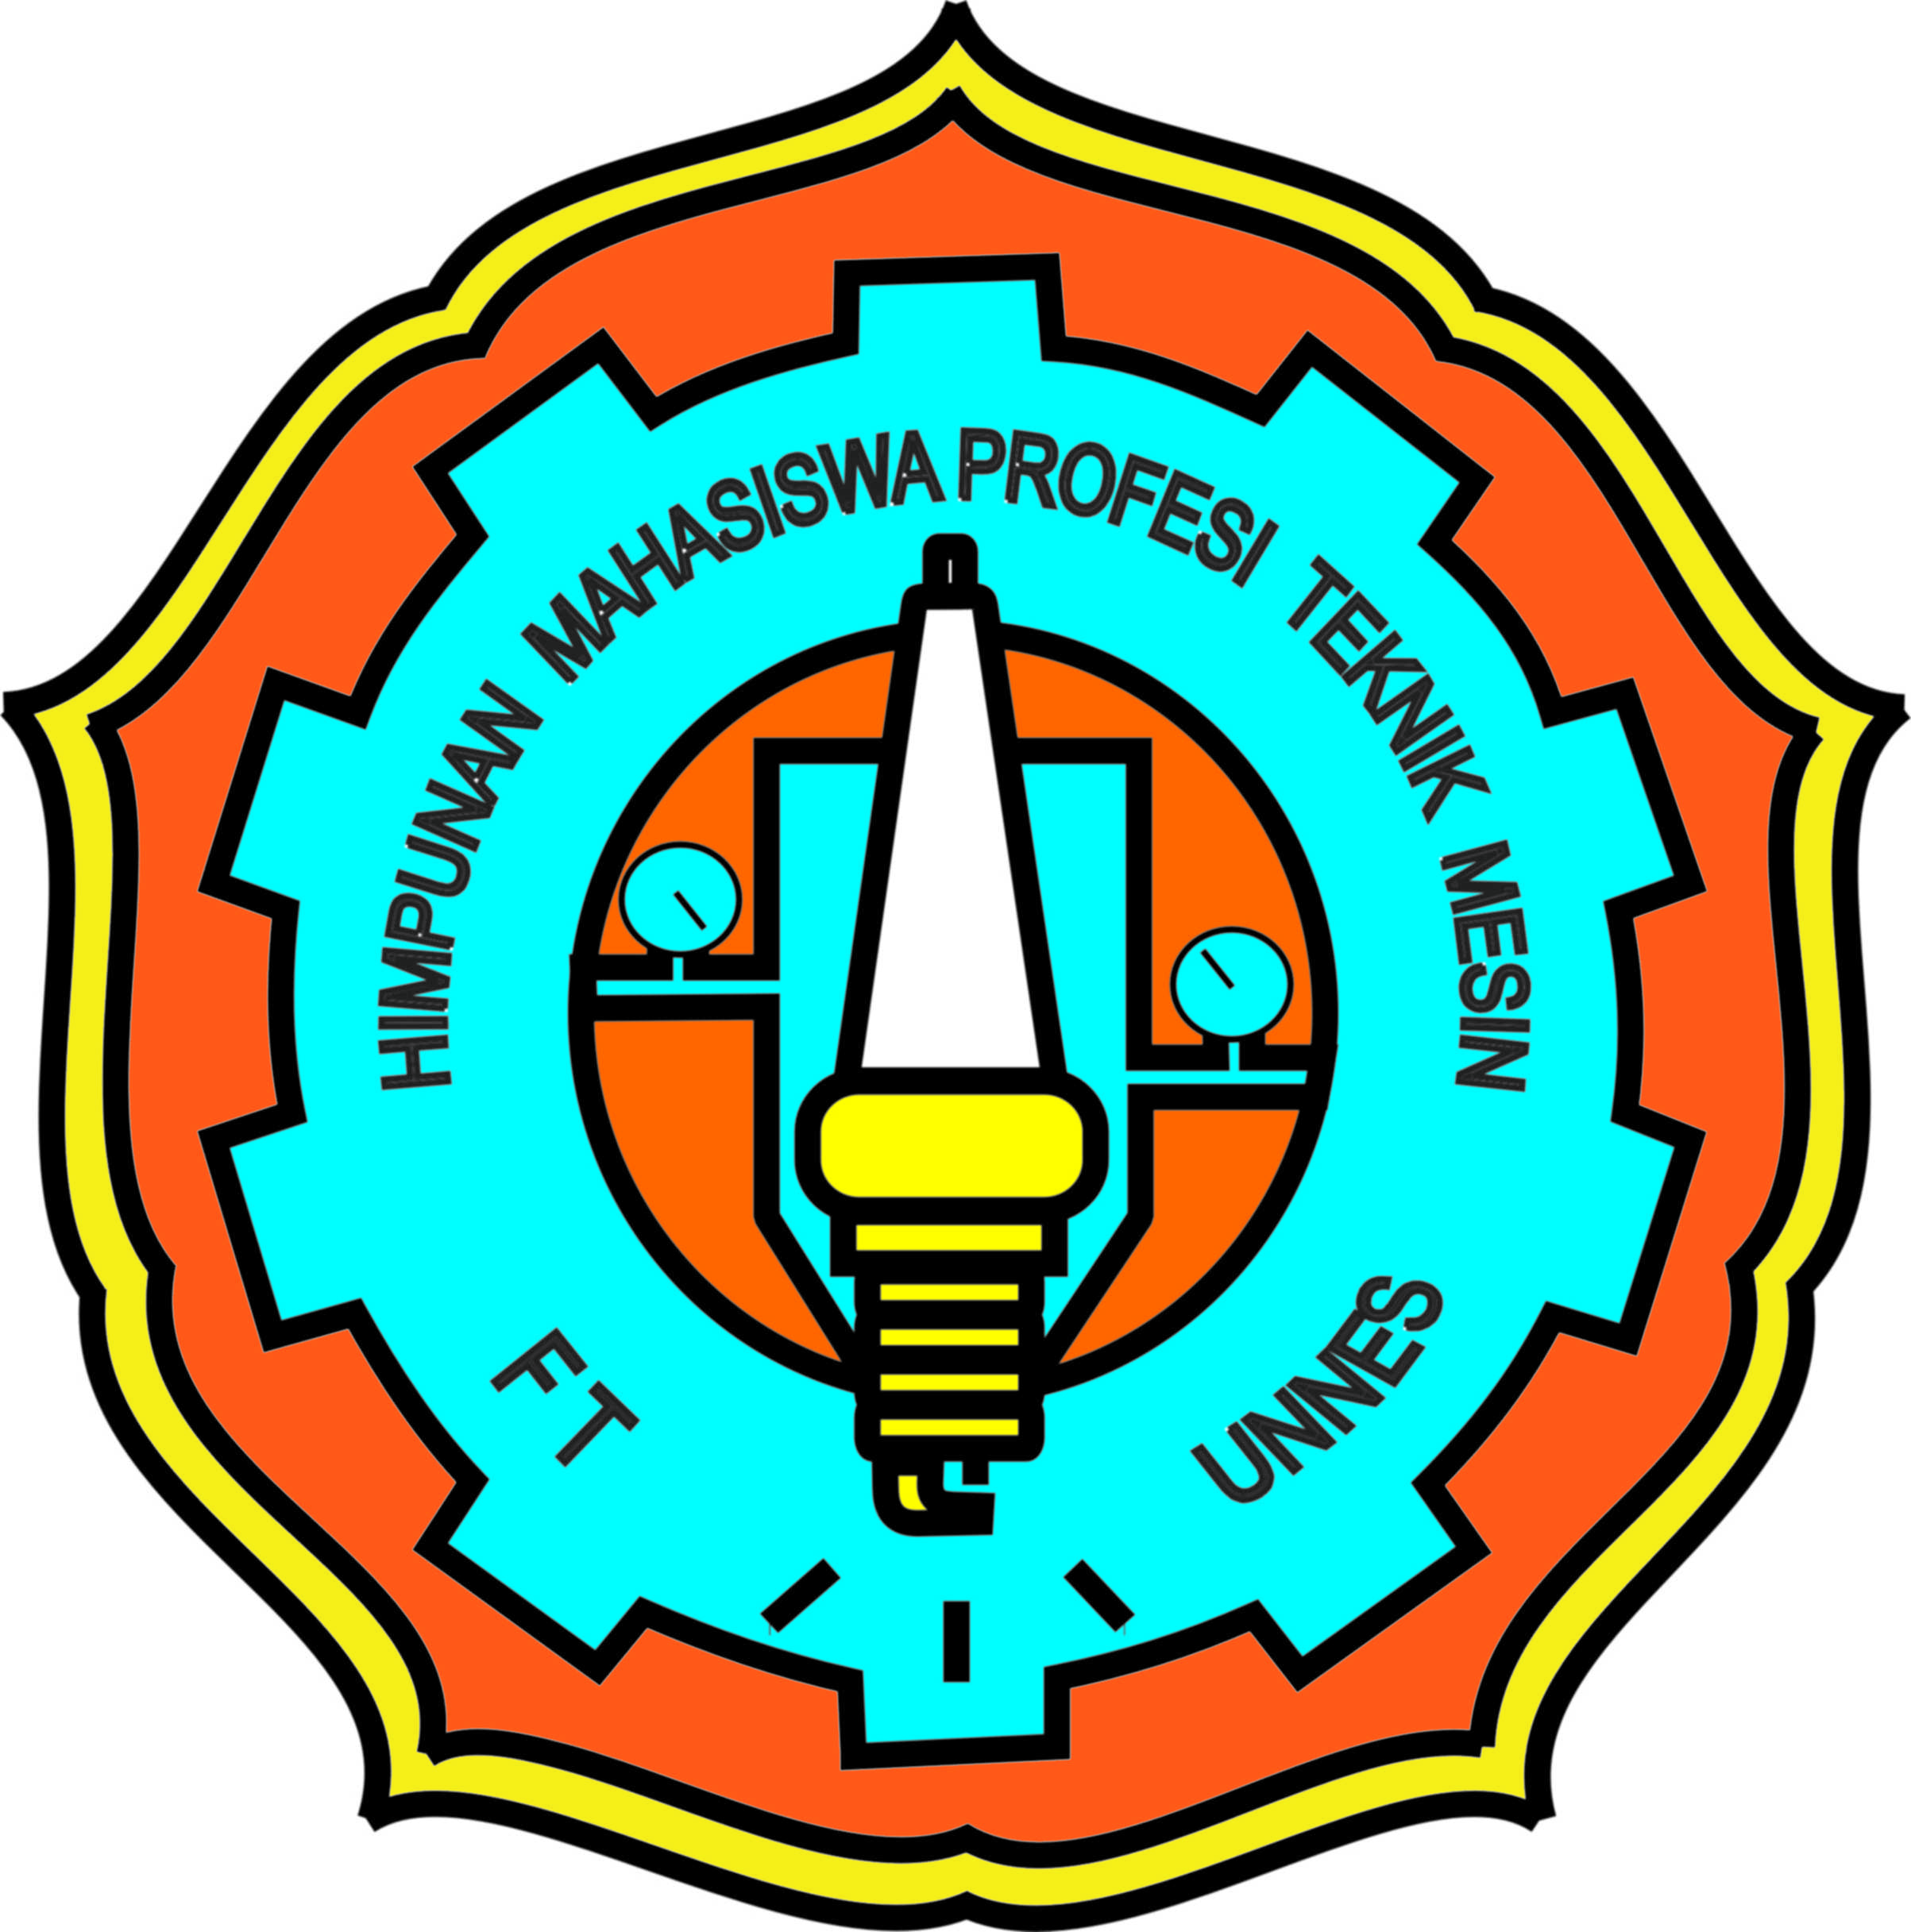 HIMPUNAN MAHASISWA PROFESI TEKNIK MESIN
FT
UNNES